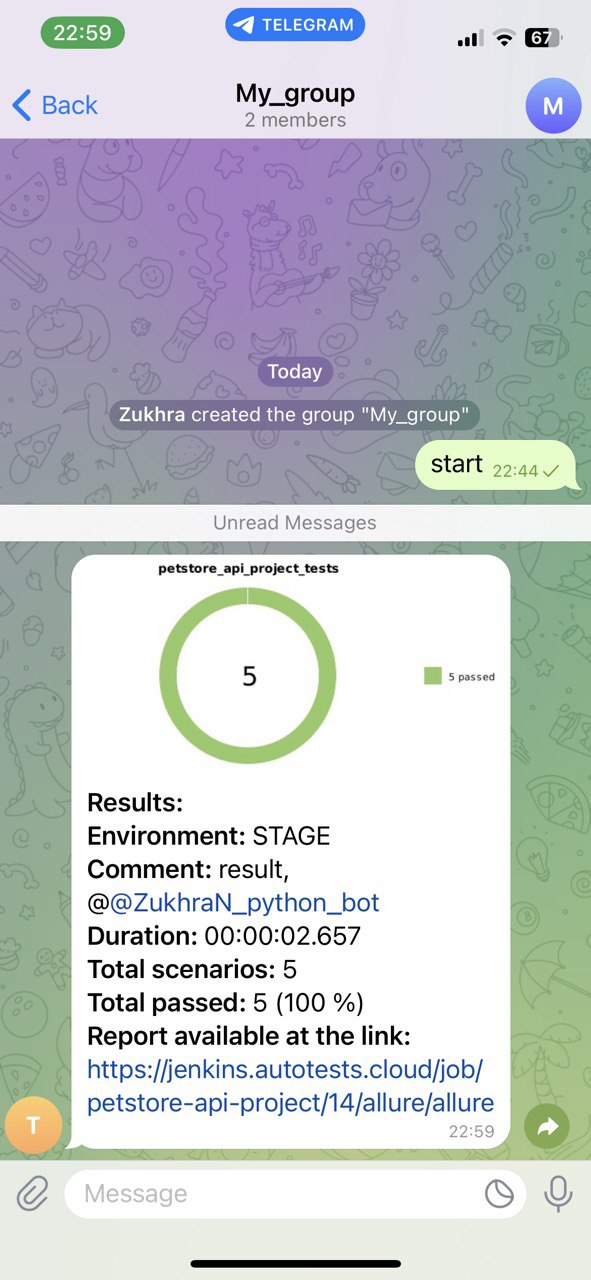 22:59
TELEGRAM
67
Back
My_group
2 members
M
Today
Zukhra created the group "My_group"
start 22:44
Unread Messages
petstore_api_project_tests
5
5 passed
Results:
Environment: STAGE
Comment: result,
@@ZukhraN_python_bot
Duration: 00:00:02.657
Total scenarios: 5
Total passed: 5 (100 %)
Report available at the link:
https://jenkins.autotests.cloud/job/
petstore-api-project/14/allure/allure
22:59
T
Message